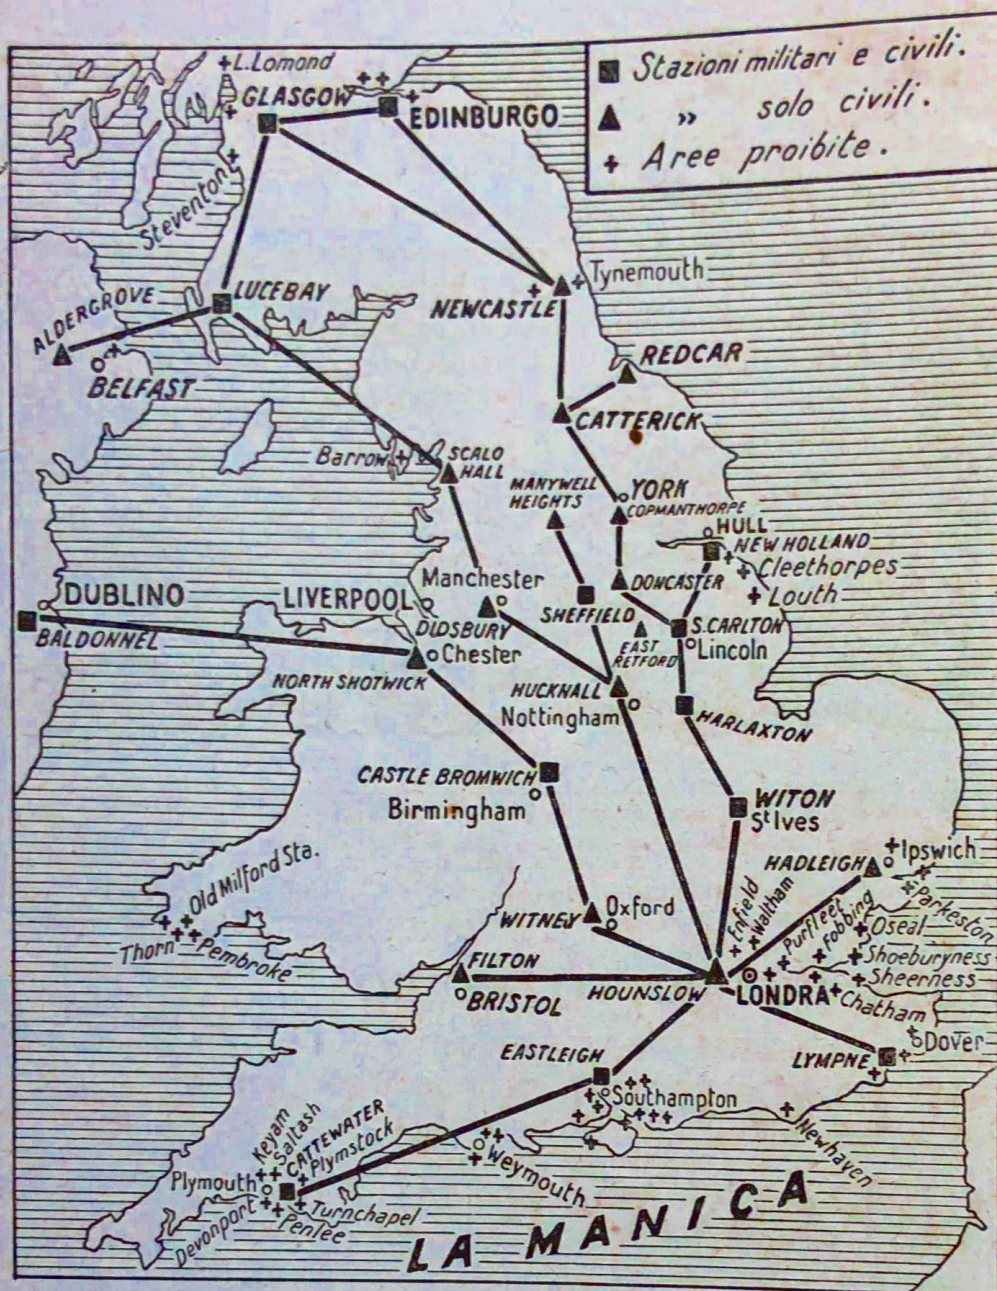 Stazioni militari e civili.
» solo civili.
Aree proibite.
L. Lomond
GLASGOW
EDINBURGO
Steventon
ALDERGROVE
LUCEBAY
BELFAST
Tynemouth
NEWCASTLE
REDCAR
CATTERICK
Barrow
SCALO
HALL
MANYWELL
HEIGHTS
YORK
COPMANTHORPE
HULL
NEW HOLLAND
Cleethorpes
Louth
DUBLINO
BALDONNEL
LIVERPOOL
Manchester
DIDSBURY
Chester
NORTH SHOTWICK
SHEFFIELD
DONCASTER
EAST
RETFORD
S.CARLTON
Lincoln
HUCKHALL
Nottingham
HARLAXTON
CASTLE BROMWICH
Birmingham
WITON
St Ives
HADLEIGH
Ipswich
Parkeston
Old Milford Sta.
Thorn
Pembroke
WITNEY
Oxford
Enfield
Waltham
Purfleet
Fobbing
Oseal
Shoeburyness
Sheerness
Chatham
FILTON
BRISTOL
HOUNSLOW
LONDRA
Dover
LYMPNE
EASTLEIGH
Southampton
Newhaven
Weymouth
Keyam
Saltash
CATTEWATER
Plymstock
Plymouth
Devonport
Penlee
Turnchapel
LA MANICA